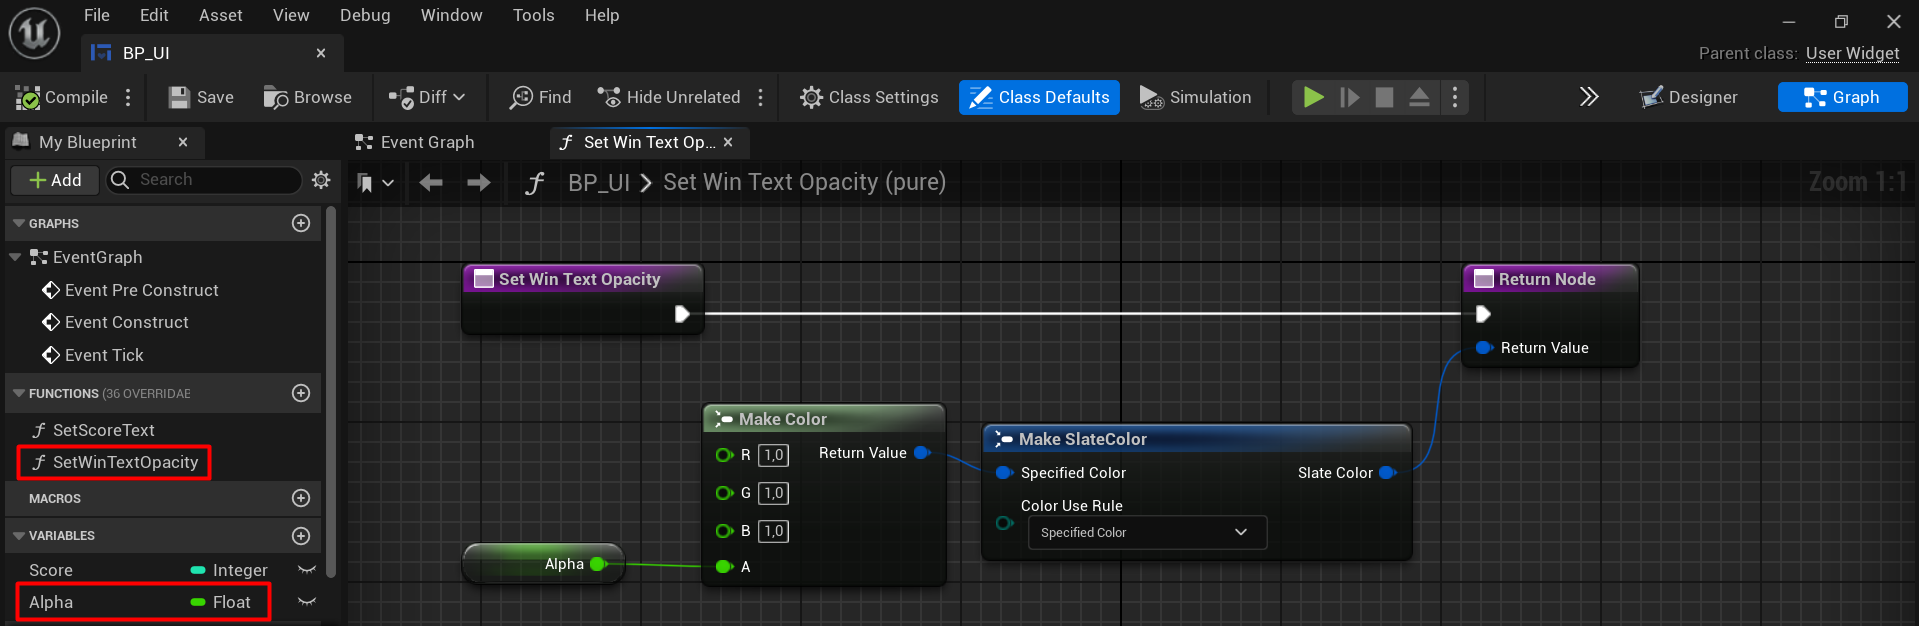 File Edit Asset View Debug Window Tools Help
BP_UI
Parent class: User Widget
Compile Save Browse Diff Find Hide Unrelated Class Settings Class Defaults Simulation Designer Graph
My Blueprint
Event Graph
Set Win Text Op...
Add
Search
BP_UI > Set Win Text Opacity (pure)
Zoom 1:1
GRAPHS
EventGraph
Event Pre Construct
Event Construct
Event Tick
FUNCTIONS (36 OVERRIDAE
SetScoreText
SetWinTextOpacity
MACROS
VARIABLES
Score Integer
Alpha Float
Set Win Text Opacity
Return Node
Return Value
Make Color
R 1,0 Return Value
G 1,0
B 1,0
A
Alpha
Make SlateColor
Specified Color Slate Color
Color Use Rule
Specified Color